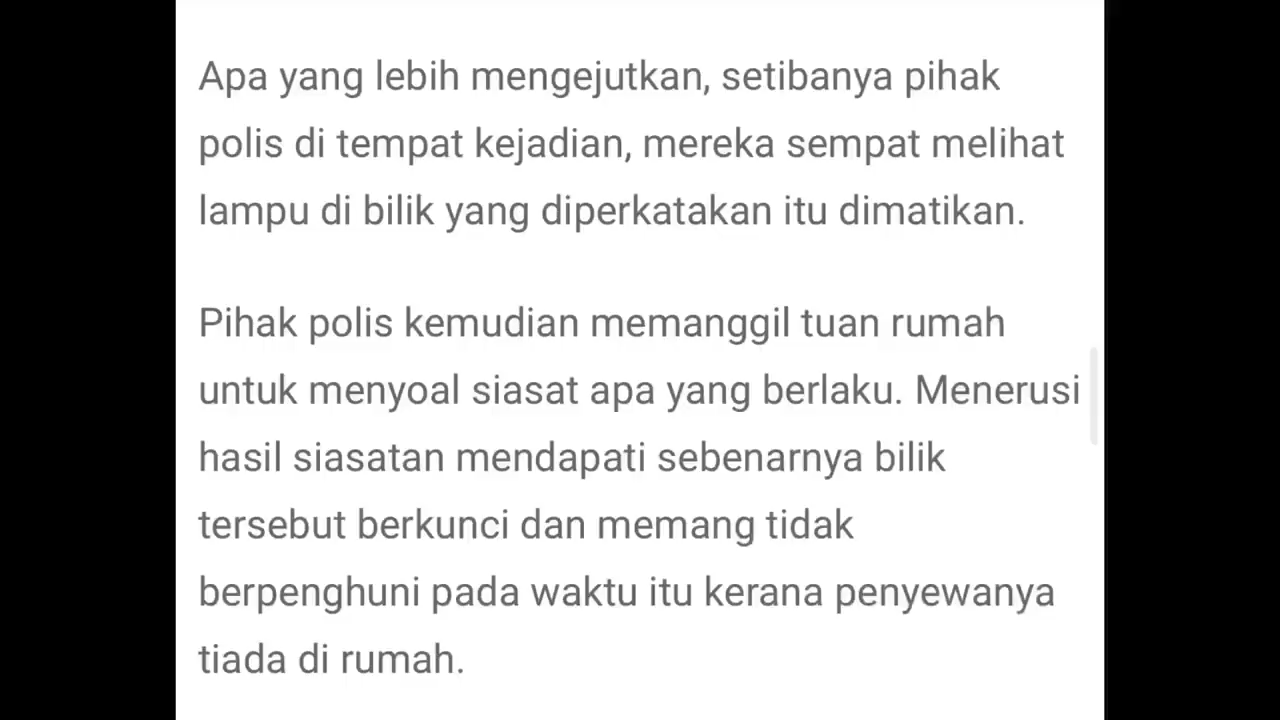 Apa yang lebih mengejutkan, setibanya pihak
polis di tempat kejadian, mereka sempat melihat
lampu di bilik yang diperkatakan itu dimatikan.
Pihak polis kemudian memanggil tuan rumah
untuk menyoal siasat apa yang berlaku. Menerusi
hasil siasatan mendapati sebenarnya bilik
tersebut berkunci dan memang tidak
berpenghuni pada waktu itu kerana penyewanya
tiada di rumah.